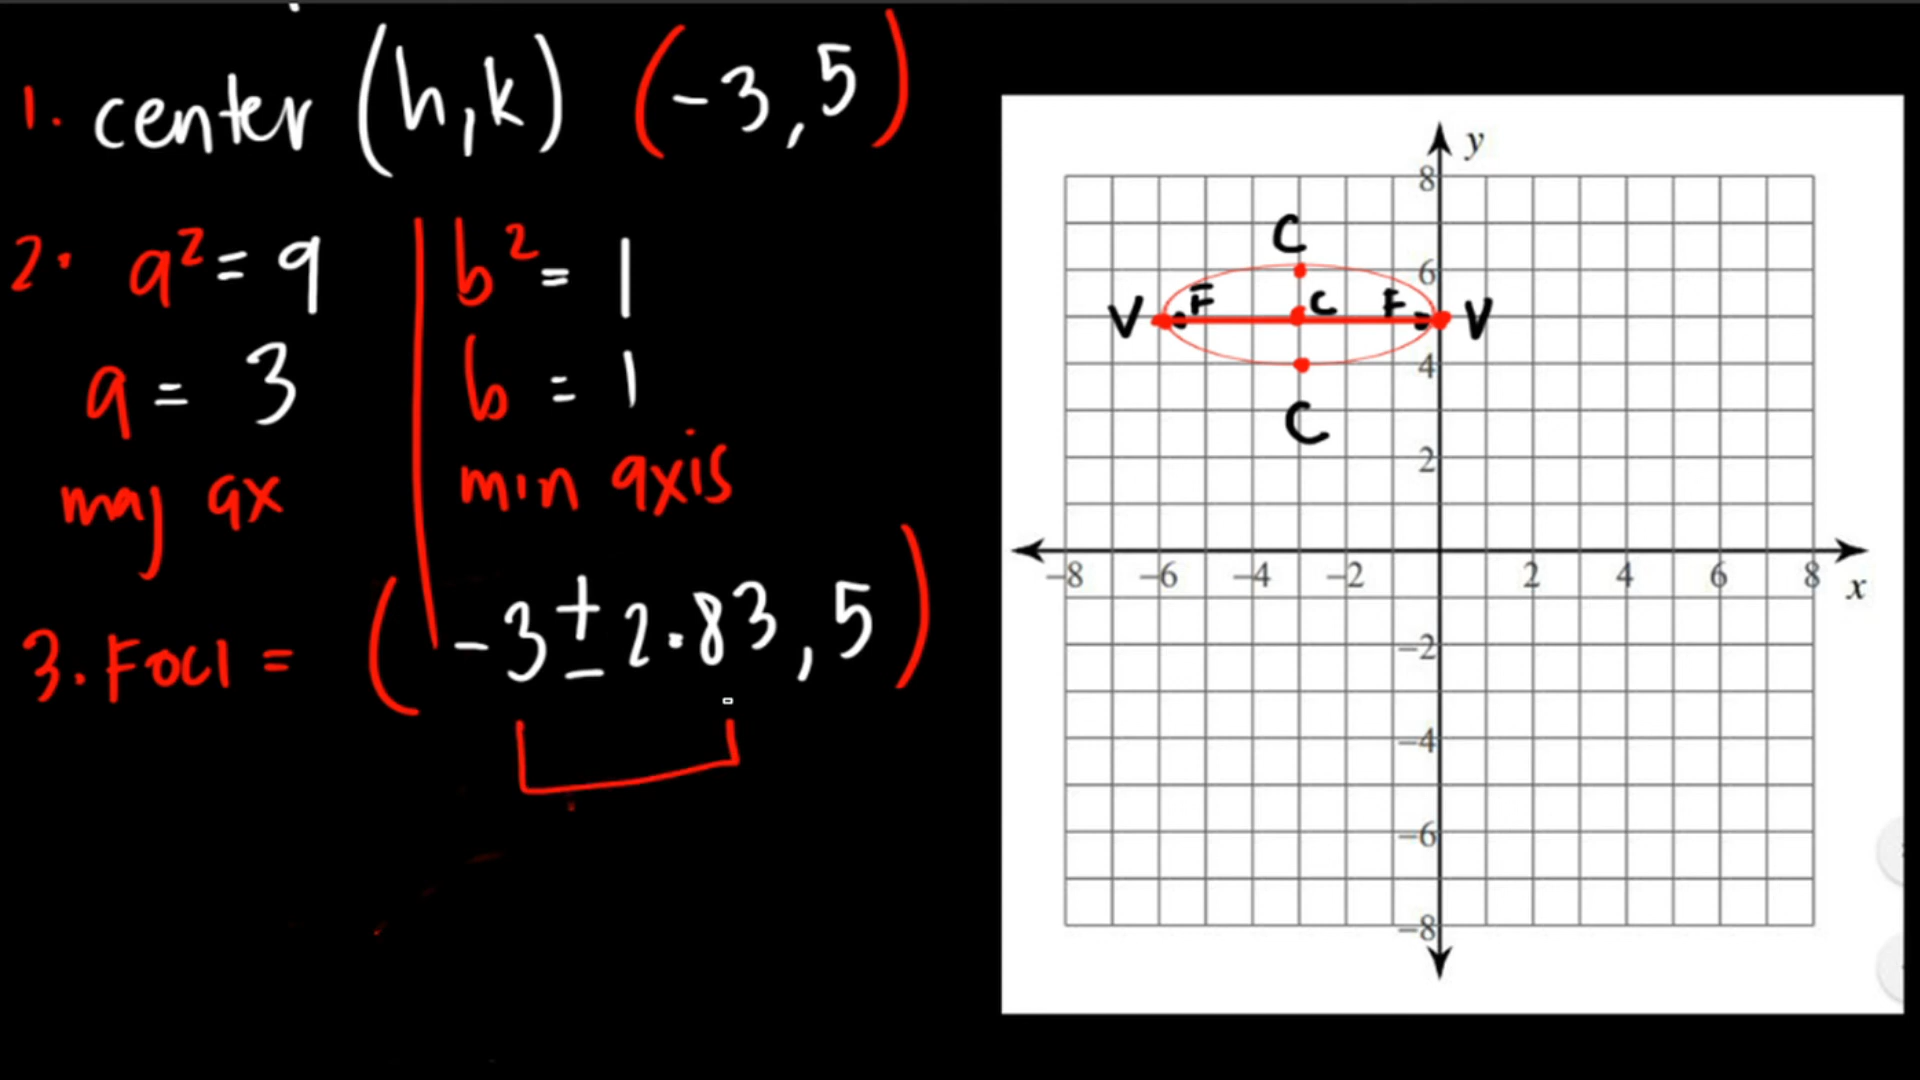 1. center (h,k) (-3,5)
2. a² = 9
b² = 1
a = 3
b = 1
maj ax
min axis
3. Foci = (-3 ± 2.83, 5)
y
8
C
6
V F C F V
4
C
2
-8 -6 -4 -2 2 4 6 8 x
-2
-4
-6
-8